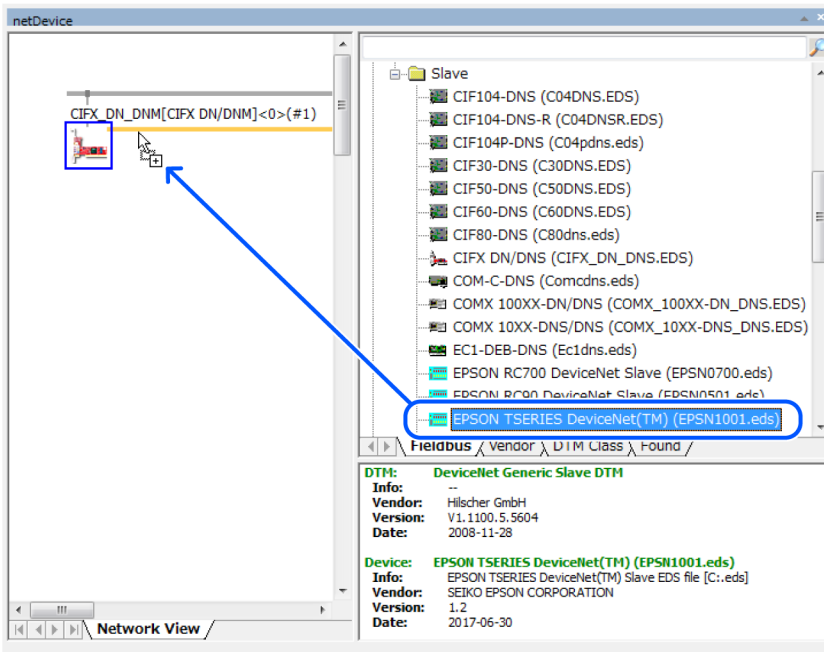 netDevice
CIFX_DN_DNM[CIFX DN/DNM]<0>(#1)
Slave
CIF104-DNS (C04DNS.EDS)
CIF104-DNS-R (C04DNSR.EDS)
CIF104P-DNS (C04pdns.eds)
CIF30-DNS (C30DNS.EDS)
CIF50-DNS (C50DNS.EDS)
CIF60-DNS (C60DNS.EDS)
CIF80-DNS (C80dns.eds)
CIFX DN/DNS (CIFX_DN_DNS.EDS)
COM-C-DNS (Comcdns.eds)
COMX 100XX-DN/DNS (COMX_100XX-DN_DNS.EDS)
COMX 10XX-DNS/DNS (COMX_10XX-DNS_DNS.EDS)
EC1-DEB-DNS (Ec1dns.eds)
EPSON RC700 DeviceNet Slave (EPSN0700.eds)
EPSON RC90 DeviceNet Slave (EPSN0501.eds)
EPSON TSERIES DeviceNet(TM) (EPSN1001.eds)
Fieldbus Vendor DTM Class Found
DTM: DeviceNet Generic Slave DTM
Info: --
Vendor: Hilscher GmbH
Version: V1.1100.5.5604
Date: 2008-11-28
Device: EPSON TSERIES DeviceNet(TM) (EPSN1001.eds)
Info: EPSON TSERIES DeviceNet(TM) Slave EDS file [C:.eds]
Vendor: SEIKO EPSON CORPORATION
Version: 1.2
Date: 2017-06-30
Network View